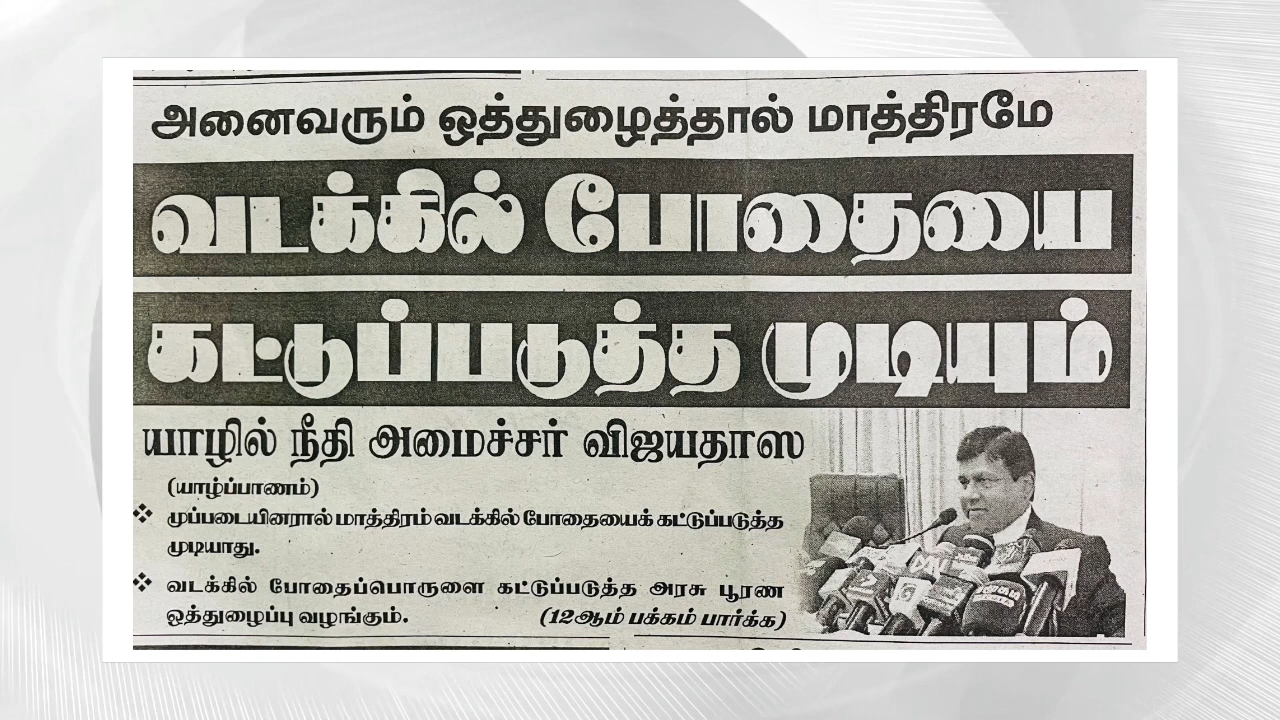 அனைவரும் ஒத்துழைத்தால் மாத்திரமே
வடக்கில் போதையை
கட்டுப்படுத்த முடியும்
யாழில் நீதி அமைச்சர் விஜயதாஸ
(யாழ்ப்பாணம்)
❖ முப்படையினரால் மாத்திரம் வடக்கில் போதையைக் கட்டுப்படுத்த
முடியாது.
❖ வடக்கில் போதைப்பொருளை கட்டுப்படுத்த அரசு பூரண
ஒத்துழைப்பு வழங்கும். (12ஆம் பக்கம் பார்க்க)